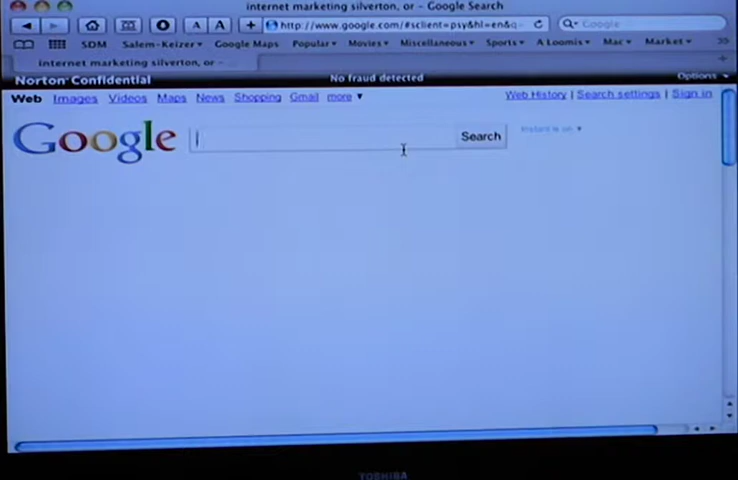 internet marketing silverton, or – Google Search
A A + http://www.google.com/#sclient=psy&hl=en&q- Google
SDM Salem-Keizer Google Maps Popular Movies Miscellaneous Sports A Loomis Mac Market
internet marketing silverton, or –
Norton Confidential No fraud detected Options
Web Images Videos Maps News Shopping Gmail more Web History | Search settings | Sign in
Google Search Instant is on
TOSHIBA